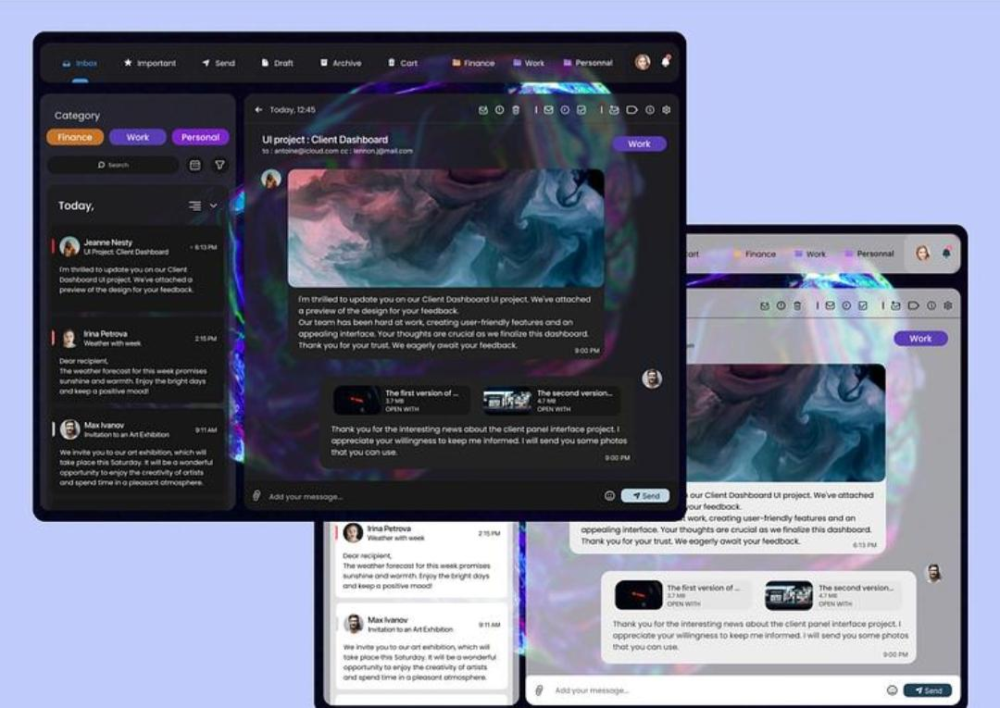 Inbox
Important
Send
Draft
Archive
Cart
Finance
Work
Personnal
Category
Finance
Work
Personal
Search
Today,
Jeanne Nesty
UI Project: Client Dashboard
6:13 PM
I'm thrilled to update you on our Client
Dashboard UI project. We've attached a
preview of the design for your feedback.
Irina Petrova
Weather with week
2:15 PM
Dear recipient,
The weather forecast for this week promises
sunshine and warmth. Enjoy the bright days
and keep a positive mood!
Max Ivanov
Invitation to an Art Exhibition
9:11 AM
We invite you to our art exhibition, which will
take place this Saturday. It will be a wonderful
opportunity to enjoy the creativity of artists
and spend time in a pleasant atmosphere.
Today, 12:45
UI project : Client Dashboard
to : antoine@icloud.com cc : lennon.j@mail.com
Work
I'm thrilled to update you on our Client Dashboard UI project. We've attached
a preview of the design for your feedback.
Our team has been hard at work, creating user-friendly features and an
appealing interface. Your thoughts are crucial as we finalize this dashboard.
Thank you for your trust. We eagerly await your feedback.
9:00 PM
The first version of ...
3.7 MB
OPEN WITH
The second version...
4.7 MB
OPEN WITH
Thank you for the interesting news about the client panel interface project. I
appreciate your willingness to keep me informed. I will send you some photos
that you can use.
9:00 PM
Add your message...
Send
art
Finance
Work
Personnal
Work
our Client Dashboard UI project. We've attached
your feedback.
work, creating user-friendly features and an
appealing interface. Your thoughts are crucial as we finalize this dashboard.
Thank you for your trust. We eagerly await your feedback.
6:13 PM
Irina Petrova
Weather with week
2:15 PM
Dear recipient,
The weather forecast for this week promises
sunshine and warmth. Enjoy the bright days
and keep a positive mood!
Max Ivanov
Invitation to an Art Exhibition
9:11 AM
We invite you to our art exhibition, which will
take place this Saturday. It will be a wonderful
opportunity to enjoy the creativity of artists
and spend time in a pleasant atmosphere.
The first version of ...
3.7 MB
OPEN WITH
The second version...
4.7 MB
OPEN WITH
Thank you for the interesting news about the client panel interface project. I
appreciate your willingness to keep me informed. I will send you some photos
that you can use.
9:00 PM
Add your message...
Send